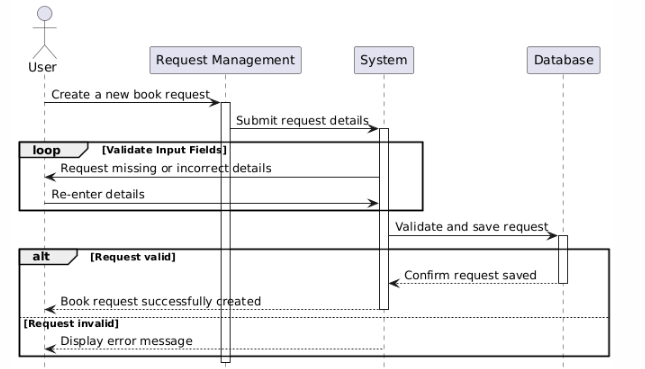 User
Request Management
System
Database
Create a new book request
Submit request details
loop [Validate Input Fields]
Request missing or incorrect details
Re-enter details
Validate and save request
alt [Request valid]
Confirm request saved
Book request successfully created
[Request invalid]
Display error message